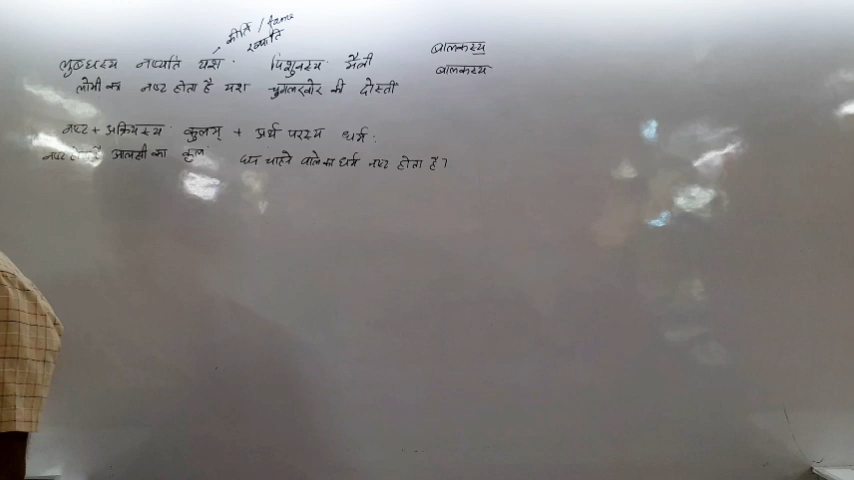 कीर्ति / fame
ख्याति
लुब्धस्य नश्यति यशः पिशुनस्य मैत्री
बालकस्य
लोभी का नष्ट होता है यश चुगलखोर की दोस्ती
बालकस्य
नष्ट + अक्रियस्य कुलम् + अर्थ परस्य धर्मः
नष्ट होता है आलसी का कुल धन चाहने वाले का धर्म नष्ट होता है?